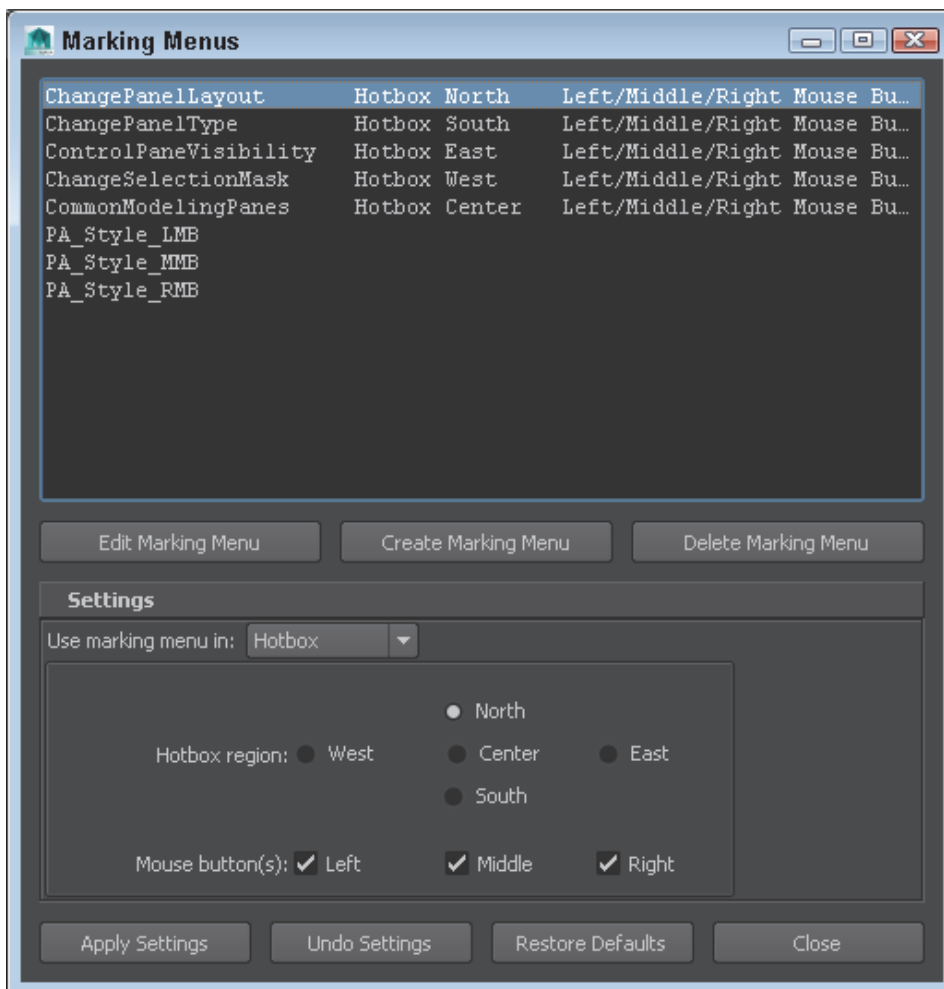 Marking Menus
ChangePanelLayout Hotbox North Left/Middle/Right Mouse Bu…
ChangePanelType Hotbox South Left/Middle/Right Mouse Bu…
ControlPaneVisibility Hotbox East Left/Middle/Right Mouse Bu…
ChangeSelectionMask Hotbox West Left/Middle/Right Mouse Bu…
CommonModelingPanes Hotbox Center Left/Middle/Right Mouse Bu…
PA_Style_LMB
PA_Style_MMB
PA_Style_RMB
Edit Marking Menu Create Marking Menu Delete Marking Menu
Settings
Use marking menu in: Hotbox
North
Hotbox region: West Center East
South
Mouse button(s): Left Middle Right
Apply Settings Undo Settings Restore Defaults Close